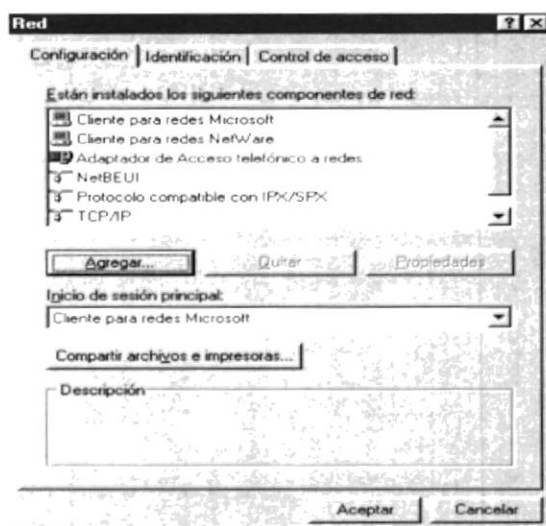 Red
Configuración Identificación Control de acceso
Están instalados los siguientes componentes de red:
Cliente para redes Microsoft
Cliente para redes NetWare
Adaptador de Acceso telefónico a redes
NetBEUI
Protocolo compatible con IPX/SPX
TCP/IP
Agregar... Quitar Propiedades
Inicio de sesión principal:
Cliente para redes Microsoft
Compartir archivos e impresoras...
Descripción
Aceptar Cancelar